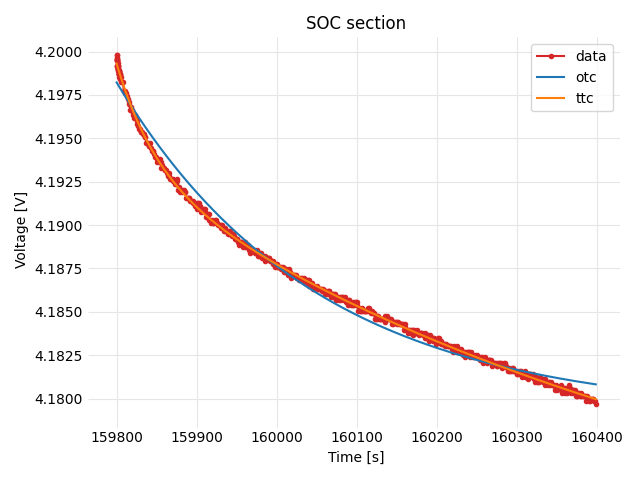 SOC section
data
otc
ttc
4.2000
4.1975
4.1950
4.1925
4.1900
4.1875
4.1850
4.1825
4.1800
Voltage [V]
159800 159900 160000 160100 160200 160300 160400
Time [s]